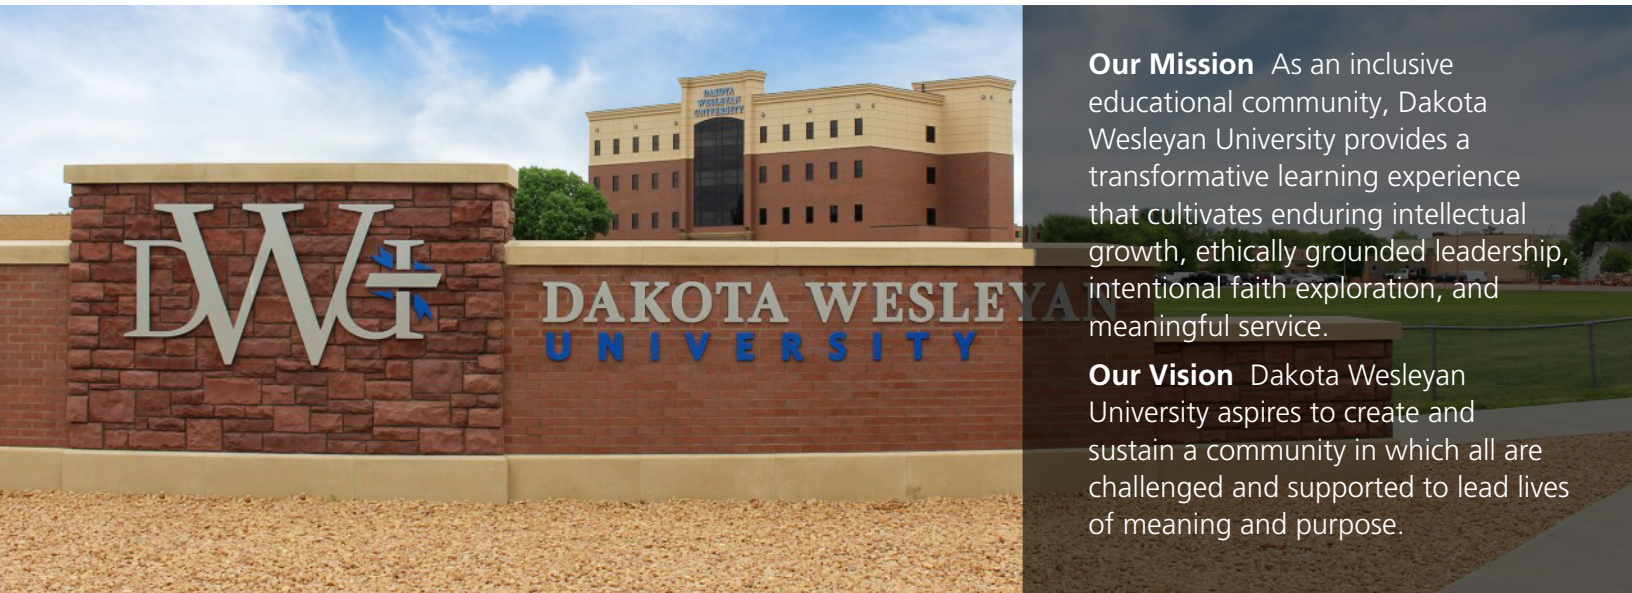 DAKOTA
WESLEYAN
UNIVERSITY
DWU
DAKOTA WESLEYAN
UNIVERSITY
Our Mission As an inclusive
educational community, Dakota
Wesleyan University provides a
transformative learning experience
that cultivates enduring intellectual
growth, ethically grounded leadership,
intentional faith exploration, and
meaningful service.
Our Vision Dakota Wesleyan
University aspires to create and
sustain a community in which all are
challenged and supported to lead lives
of meaning and purpose.